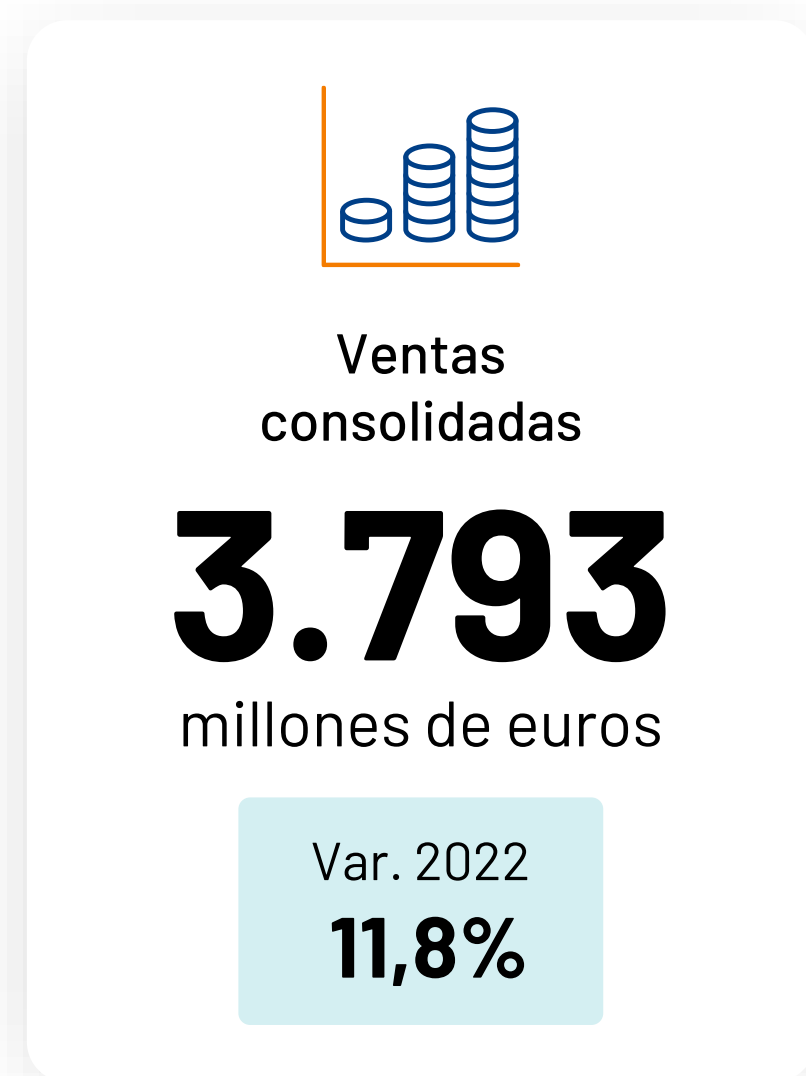 Ventas
consolidadas
3.793
millones de euros
Var. 2022
11,8%